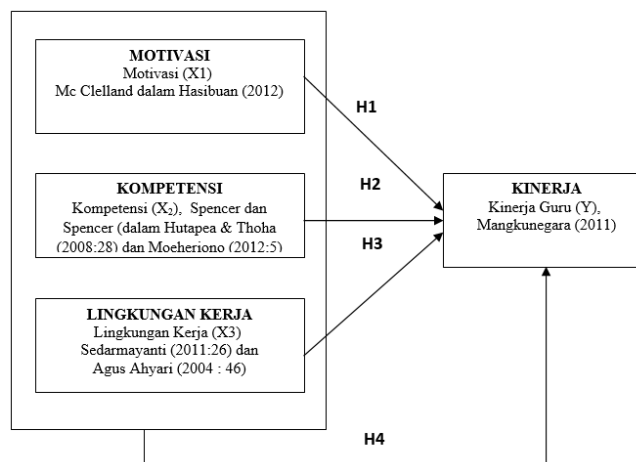 MOTIVASI
Motivasi (X1)
Mc Clelland dalam Hasibuan (2012)
H1
H2
KOMPETENSI
Kompetensi (X₂), Spencer dan
Spencer (dalam Hutapea & Thoha
(2008:28) dan Moeheriono (2012:5)
KINERJA
Kinerja Guru (Y),
Mangkunegara (2011)
H3
LINGKUNGAN KERJA
Lingkungan Kerja (X3)
Sedarmayanti (2011:26) dan
Agus Ahyari (2004 : 46)
H4